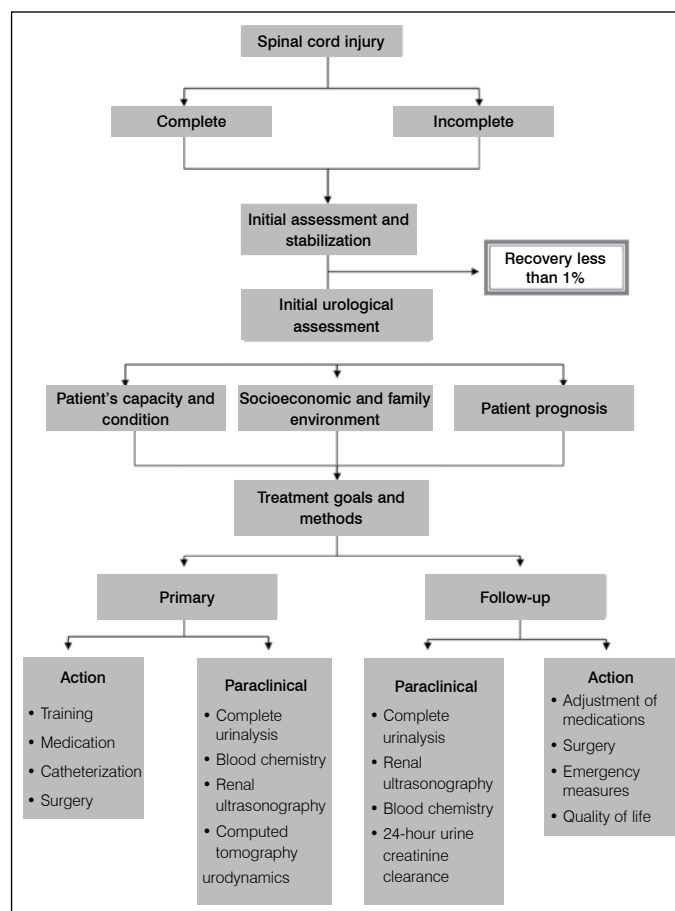 Spinal cord injury
Complete
Incomplete
Initial assessment and
stabilization
Recovery less
than 1%
Initial urological
assessment
Patient's capacity and
condition
Socioeconomic and family
environment
Patient prognosis
Treatment goals and
methods
Primary
Follow-up
Action
• Training
• Medication
• Catheterization
• Surgery
Paraclinical
• Complete
urinalysis
• Blood chemistry
• Renal
ultrasonography
• Computed
tomography
urodynamics
Paraclinical
• Complete
urinalysis
• Renal
ultrasonography
• Blood chemistry
• 24-hour urine
creatinine
clearance
Action
• Adjustment of
medications
• Surgery
• Emergency
measures
• Quality of life